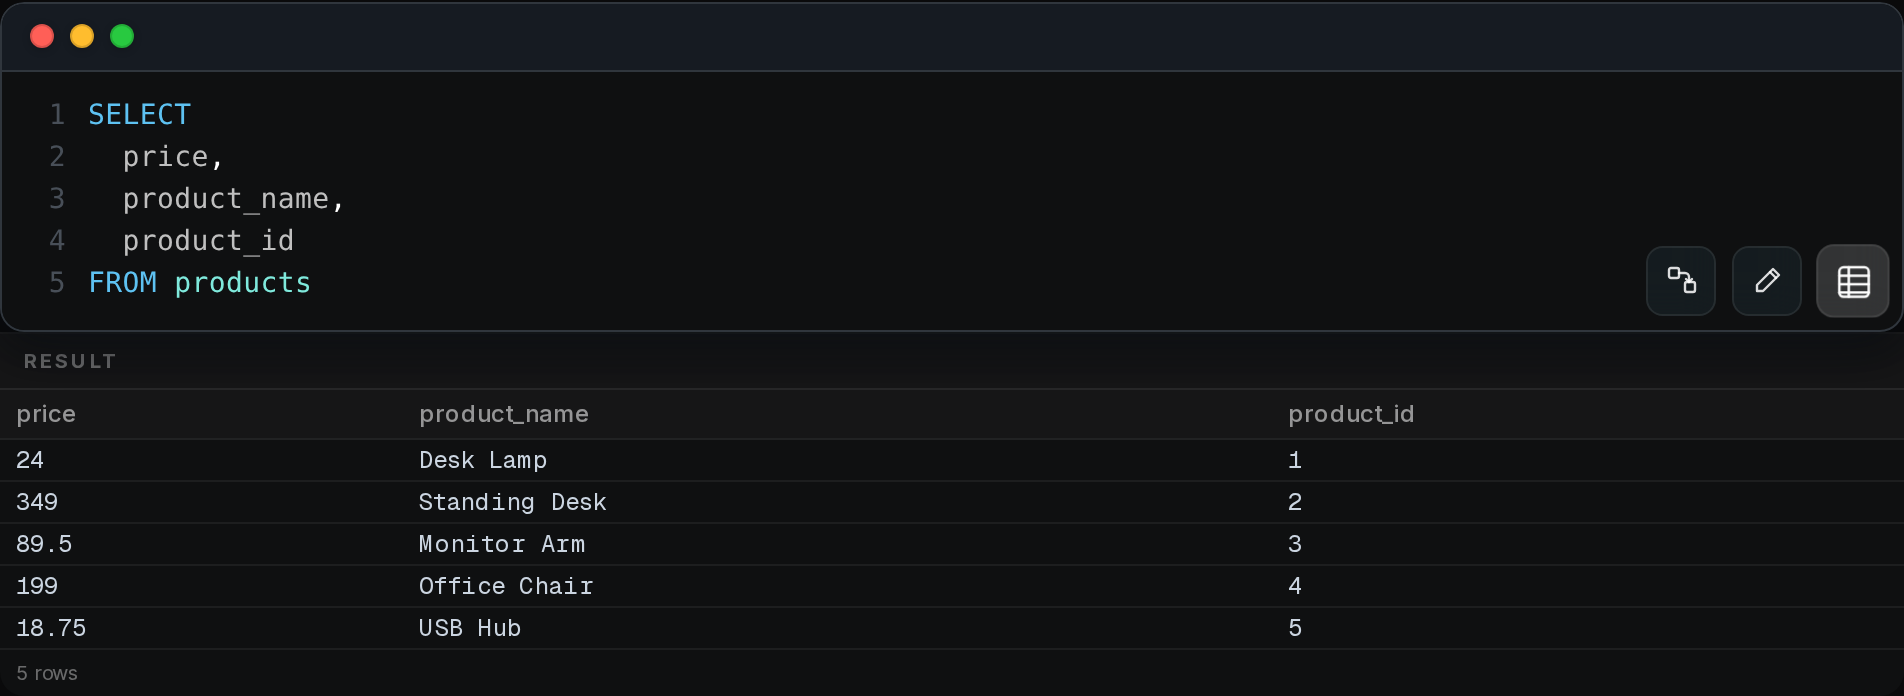 1 SELECT
2   price,
3   product_name,
4   product_id
5 FROM products
RESULT
price product_name product_id
24 Desk Lamp 1
349 Standing Desk 2
89.5 Monitor Arm 3
199 Office Chair 4
18.75 USB Hub 5
5 rows